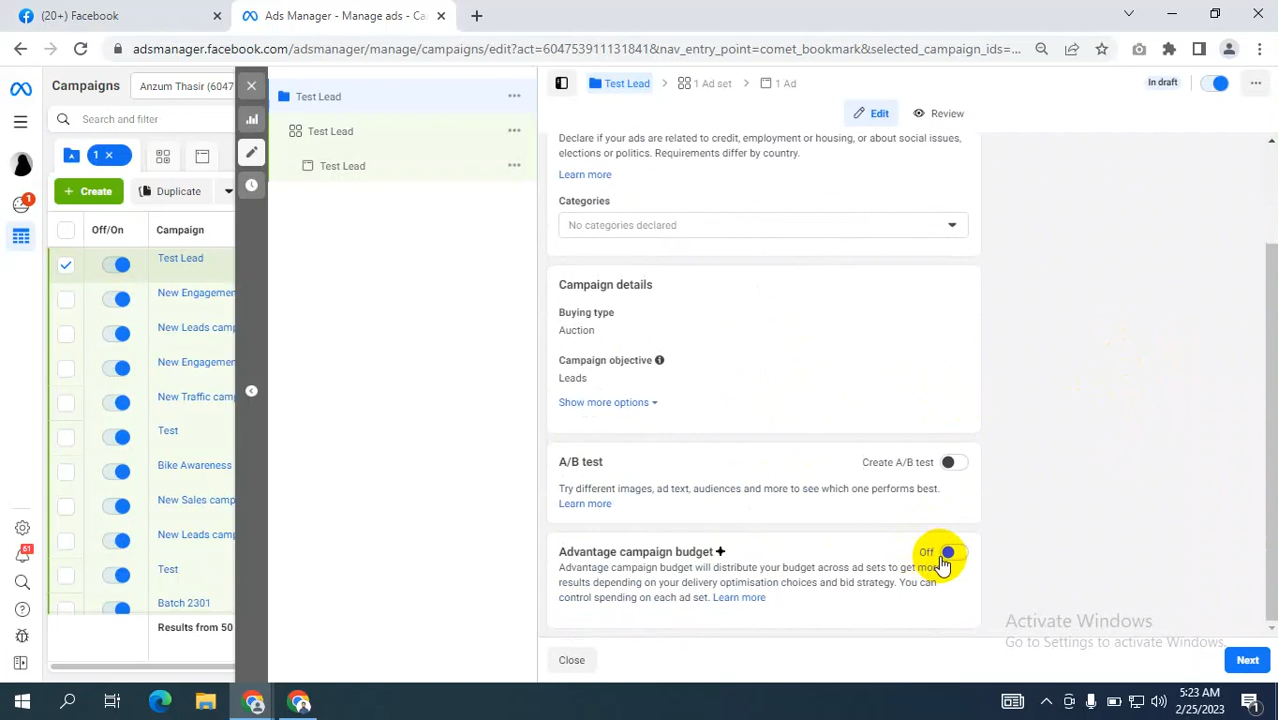 (20+) Facebook
Ads Manager - Manage ads - Ca
adsmanager.facebook.com/adsmanager/manage/campaigns/edit?act=604753911131841&nav_entry_point=comet_bookmark&selected_campaign_ids=...
Campaigns
Anzum Thasir (6047
Search and filter
1
Create
Duplicate
Off/On
Campaign
Test Lead
New Engagemen
New Leads camp
New Engagemen
New Traffic camp
Test
Bike Awareness
New Sales camp
New Leads camp
Test
Batch 2301
Results from 50
1
51
Test Lead
Test Lead
Test Lead
Test Lead
1 Ad set
1 Ad
In draft
Edit
Review
Declare if your ads are related to credit, employment or housing, or about social issues,
elections or politics. Requirements differ by country.
Learn more
Categories
No categories declared
Campaign details
Buying type
Auction
Campaign objective
Leads
Show more options
A/B test
Create A/B test
Try different images, ad text, audiences and more to see which one performs best.
Learn more
Advantage campaign budget
Off
Advantage campaign budget will distribute your budget across ad sets to get more
results depending on your delivery optimisation choices and bid strategy. You can
control spending on each ad set. Learn more
Activate Windows
Go to Settings to activate Windows.
Close
Next
5:23 AM
2/25/2023
1